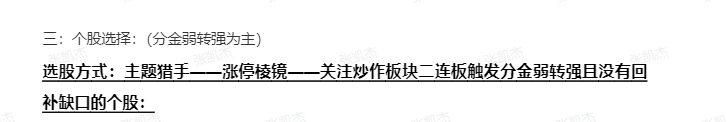 三：个股选择：(分金弱转强为主)
选股方式：主题猎手——涨停棱镜——关注炒作板块二连板触发分金弱转强且没有回
补缺口的个股：